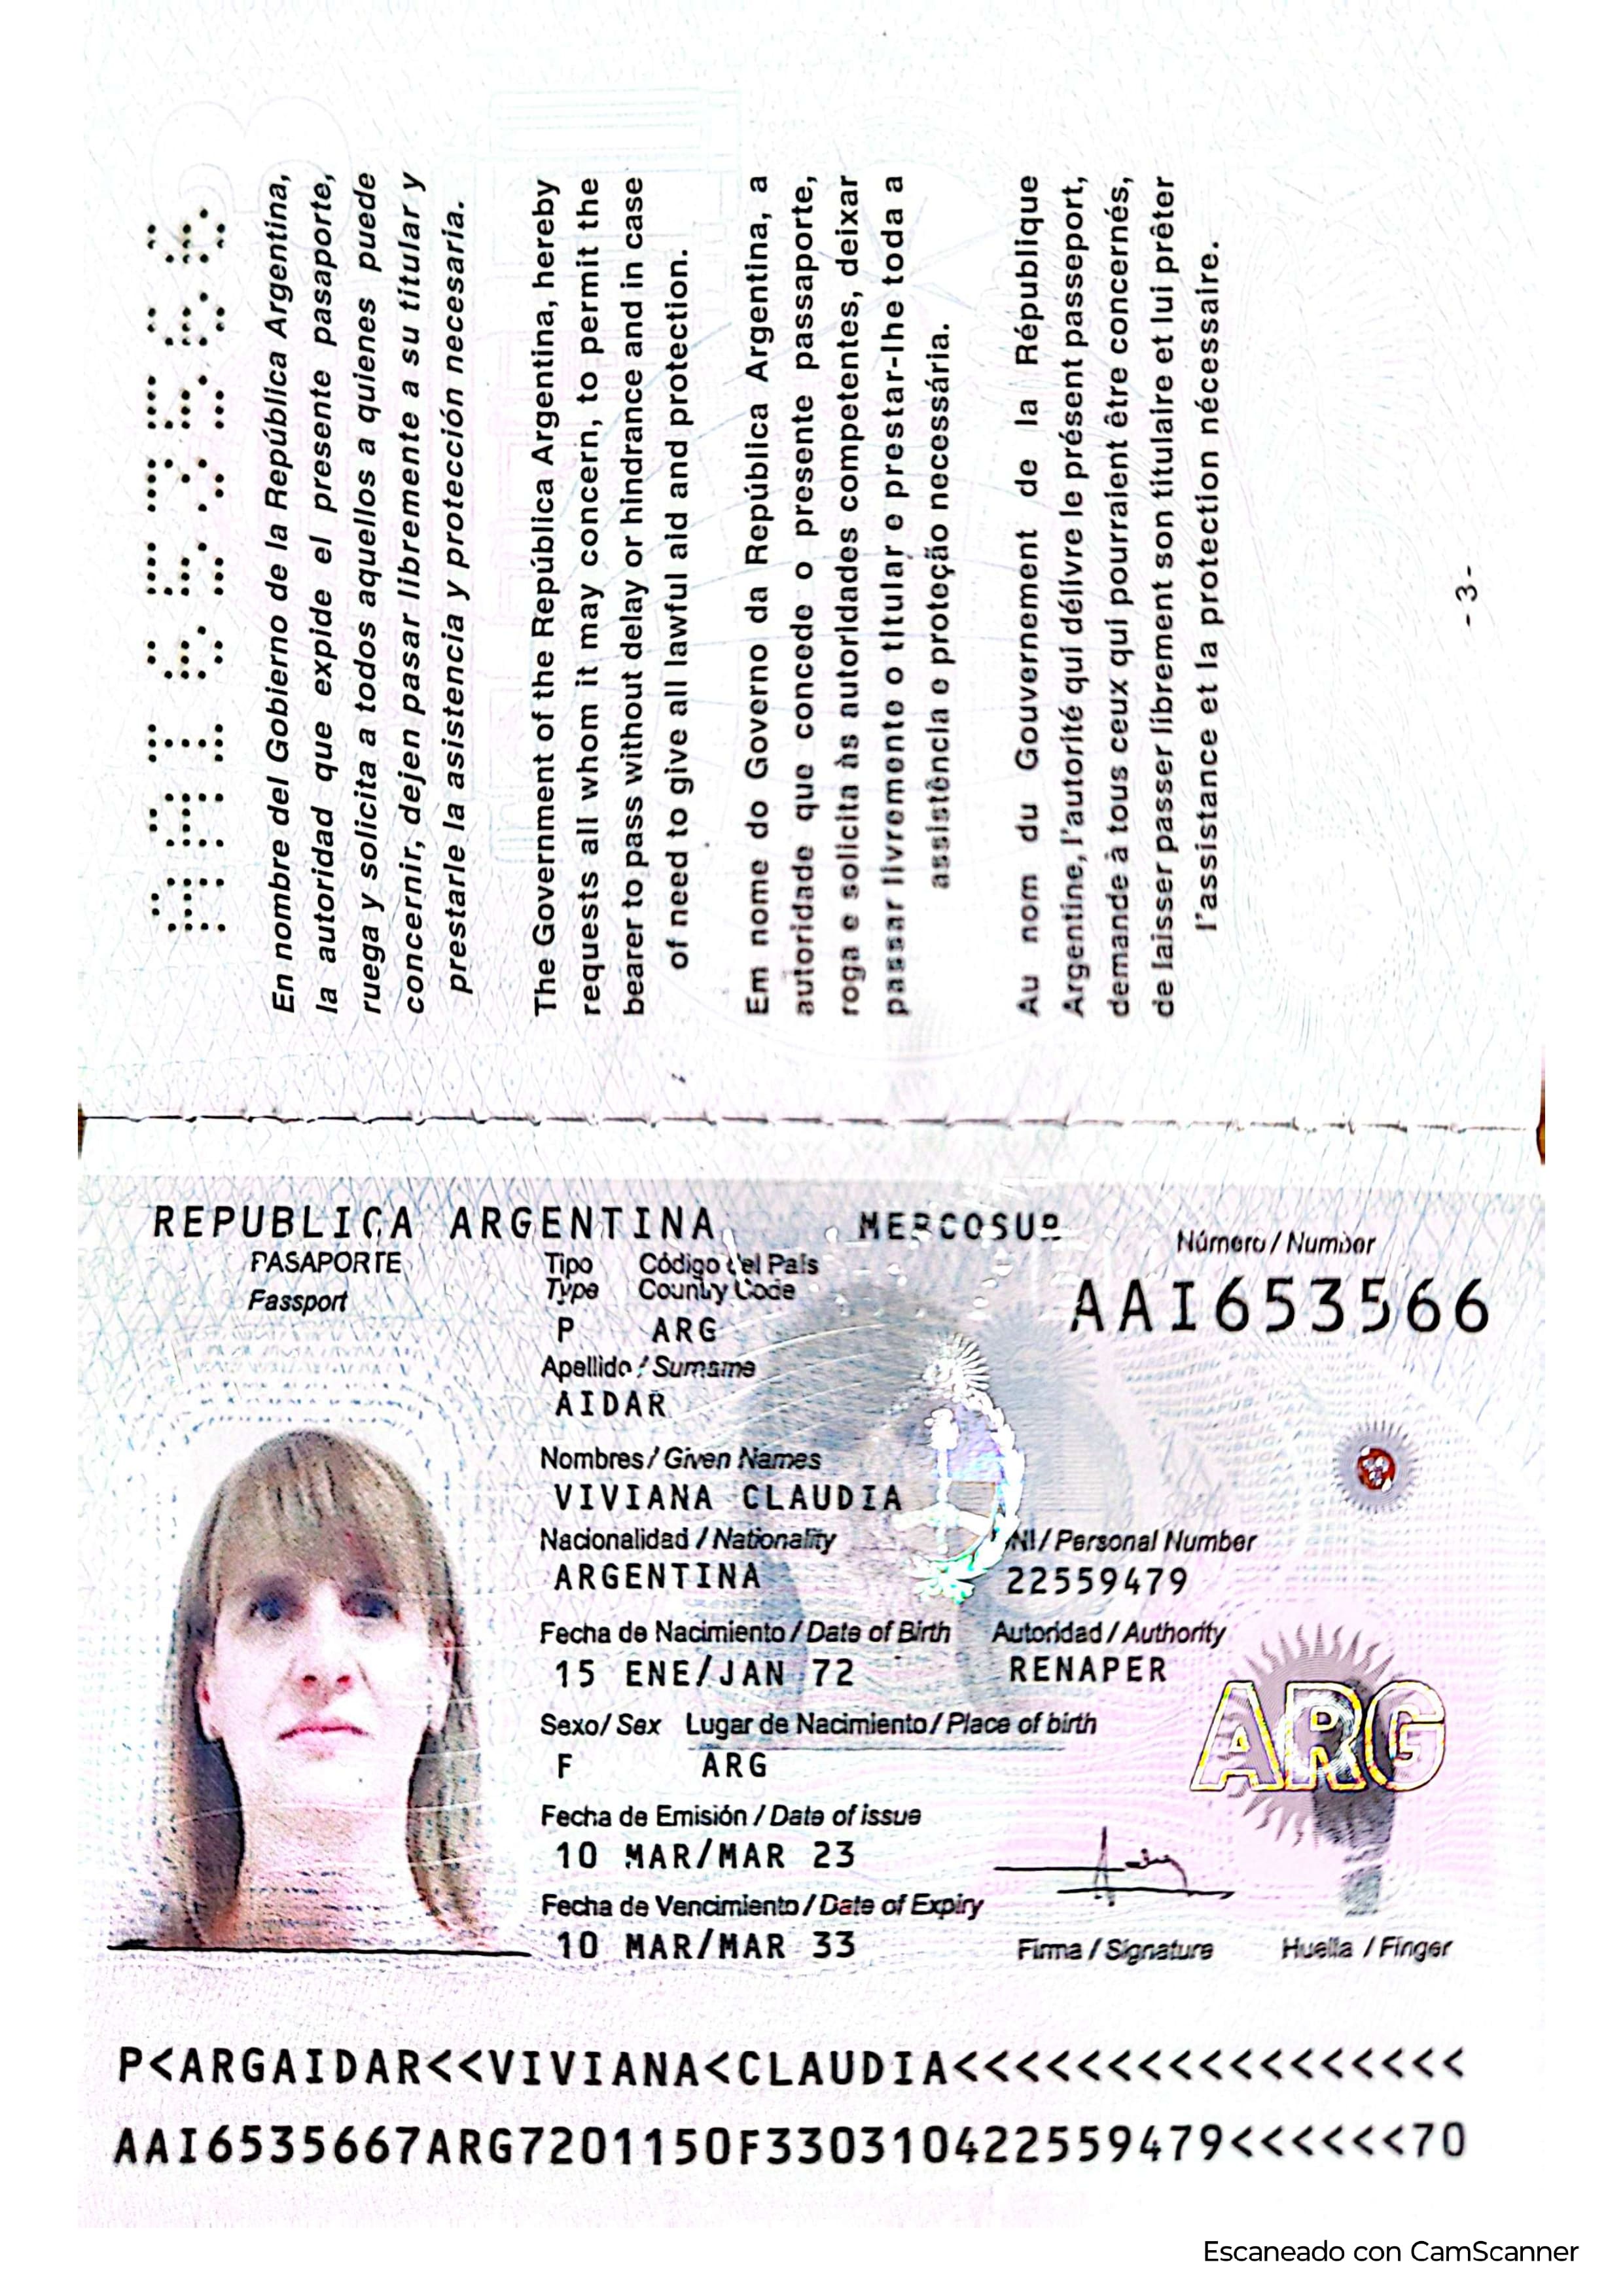 AAI653566
En nombre del Gobierno de la República Argentina,
la autoridad que expide el presente pasaporte,
ruega y solicita a todos aquellos a quienes puede
concernir, dejen pasar libremente a su titular y
prestarle la asistencia y protección necesaria.
The Government of the República Argentina, hereby
requests all whom it may concern, to permit the
bearer to pass without delay or hindrance and in case
of need to give all lawful aid and protection.
Em nome do Governo da República Argentina, a
autoridade que concede o presente passaporte,
roga e solicita às autoridades competentes, deixar
passar livremente o titular e prestar-lhe toda a
assistência e proteção necessária.
Au nom du Gouvernement de la République
Argentine, l'autorité qui délivre le présent passeport,
demande à tous ceux qui pourraient être concernés,
de laisser passer librement son titulaire et lui prêter
l'assistance et la protection nécessaire.
- 3 -
REPUBLICA ARGENTINA MERCOSUR
Número / Number
PASAPORTE Tipo Código del País
Passport Type Country Code
AAI653566
P ARG
Apellido / Surname
AIDAR
Nombres / Given Names
VIVIANA CLAUDIA
Nacionalidad / Nationality DNI / Personal Number
ARGENTINA 22559479
Fecha de Nacimiento / Date of Birth Autoridad / Authority
15 ENE/JAN 72 RENAPER
Sexo / Sex Lugar de Nacimiento / Place of birth
F ARG
ARG
Fecha de Emisión / Date of issue
10 MAR/MAR 23
Fecha de Vencimiento / Date of Expiry
10 MAR/MAR 33
Firma / Signature Huella / Finger
P<ARGAIDAR<<VIVIANA<CLAUDIA<<<<<<<<<<<<<<<<<
AAI6535667ARG7201150F330310422559479<<<<<<70
Escaneado con CamScanner